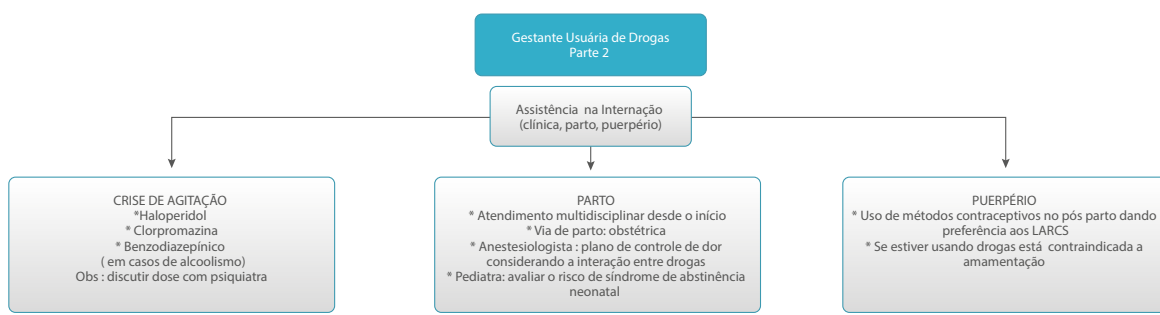 Gestante Usuária de Drogas
Parte 2
Assistência na Internação
(clínica, parto, puerpério)
CRISE DE AGITAÇÃO
*Haloperidol
* Clorpromazina
* Benzodiazepínico
( em casos de alcoolismo)
Obs : discutir dose com psiquiatra
PARTO
* Atendimento multidisciplinar desde o início
* Via de parto: obstétrica
* Anestesiologista : plano de controle de dor
considerando a interação entre drogas
* Pediatra: avaliar o risco de síndrome de abstinência
neonatal
PUERPÉRIO
* Uso de métodos contraceptivos no pós parto dando
preferência aos LARCS
* Se estiver usando drogas está contraindicada a
amamentação